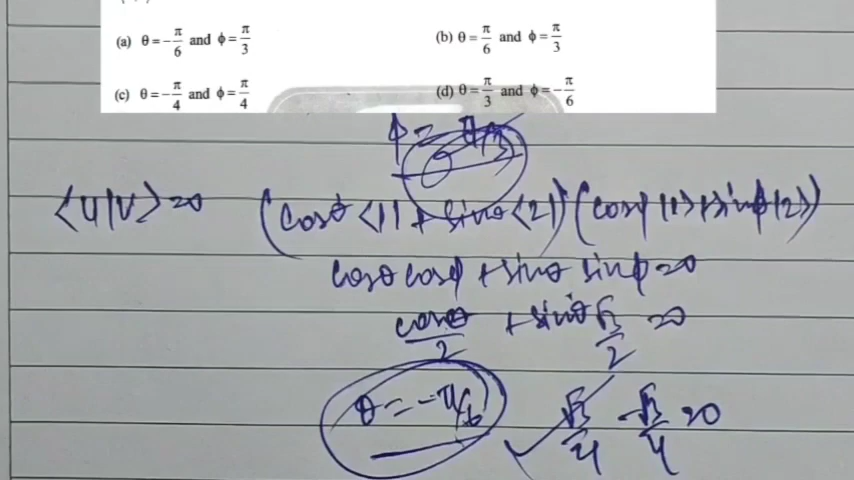 (a) θ = -π/6 and ϕ = π/3
(b) θ = π/6 and ϕ = π/3
(c) θ = -π/4 and ϕ = π/4
(d) θ = π/3 and ϕ = -π/6
ϕ = π/3
<u|v> = 0 (cosθ <1| + sinθ <2|) (cosϕ |1> + sinϕ |2>)
cosθ cosϕ + sinθ sinϕ = 0
cosθ/2 + sinθ √3/2 = 0
θ = -π/6 √3/4 - √3/4 = 0